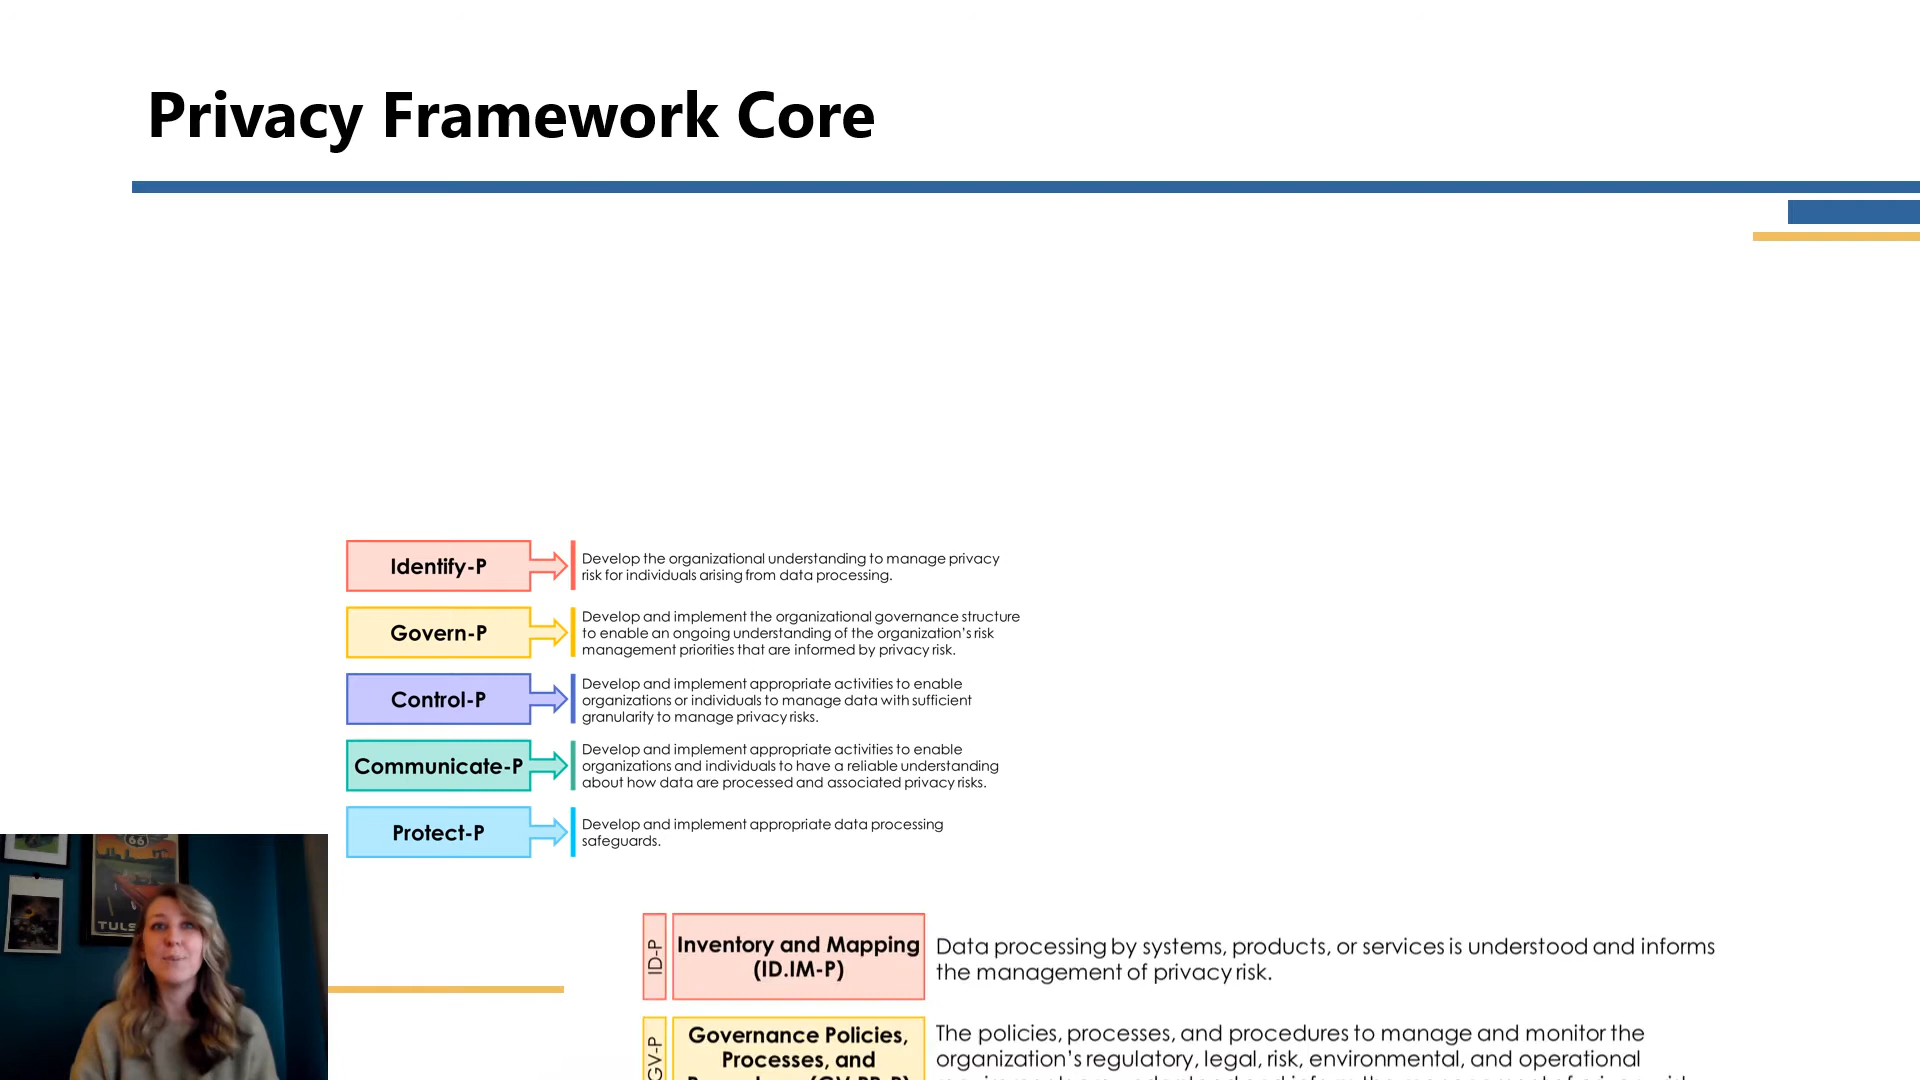 Privacy Framework Core
Identify-P
Develop the organizational understanding to manage privacy
risk for individuals arising from data processing.
Govern-P
Develop and implement the organizational governance structure
to enable an ongoing understanding of the organization's risk
management priorities that are informed by privacy risk.
Control-P
Develop and implement appropriate activities to enable
organizations or individuals to manage data with sufficient
granularity to manage privacy risks.
Communicate-P
Develop and implement appropriate activities to enable
organizations and individuals to have a reliable understanding
about how data are processed and associated privacy risks.
Protect-P
Develop and implement appropriate data processing
safeguards.
ID-P
Inventory and Mapping
(ID.IM-P)
Data processing by systems, products, or services is understood and informs
the management of privacy risk.
GV-P
Governance Policies,
Processes, and
The policies, processes, and procedures to manage and monitor the
organization's regulatory, legal, risk, environmental, and operational
66
TULS